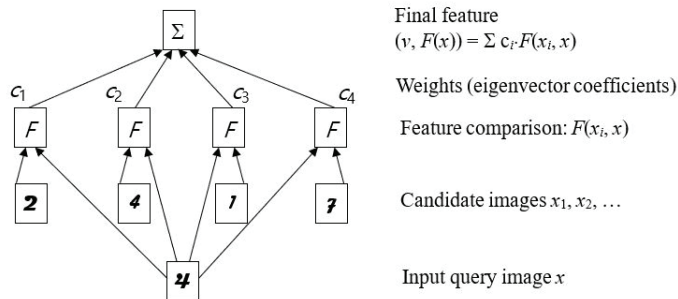 Σ
Final feature
(v, F(x)) = Σ cᵢ·F(xᵢ, x)
c₁ c₂ c₃ c₄
Weights (eigenvector coefficients)
F F F F
Feature comparison: F(xᵢ, x)
2 4 1 7
Candidate images x₁, x₂, …
4
Input query image x